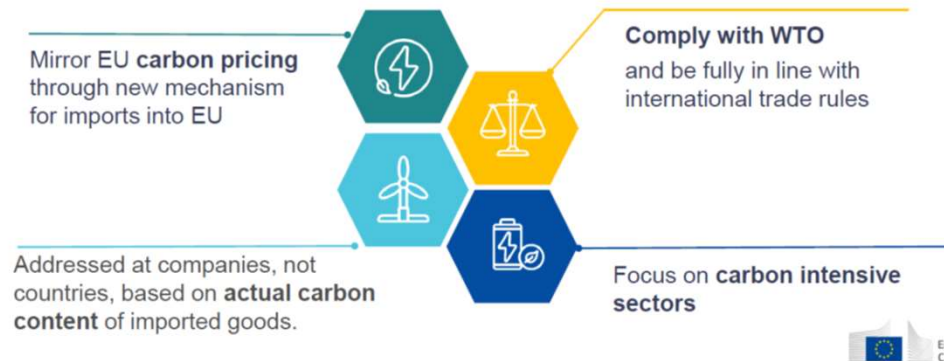 Mirror EU carbon pricing
through new mechanism
for imports into EU
Comply with WTO
and be fully in line with
international trade rules
Addressed at companies, not
countries, based on actual carbon
content of imported goods.
Focus on carbon intensive
sectors